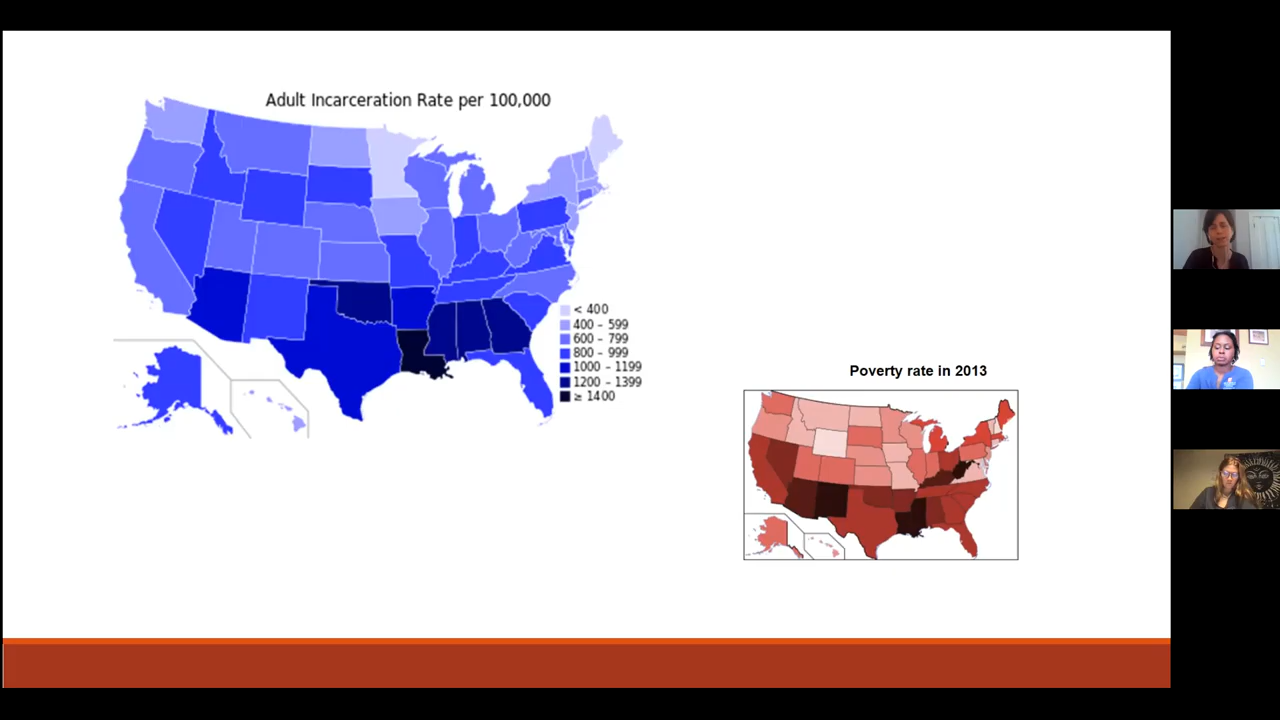 Adult Incarceration Rate per 100,000
< 400
400 – 599
600 – 799
800 – 999
1000 – 1199
1200 – 1399
≥ 1400
Poverty rate in 2013